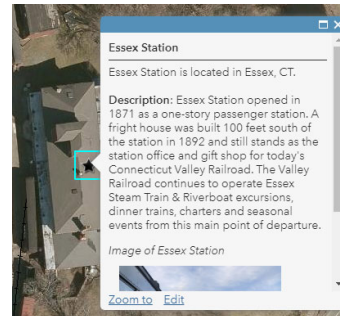 Essex Station
Essex Station is located in Essex, CT.
Description: Essex Station opened in
1871 as a one-story passenger station. A
fright house was built 100 feet south of
the station in 1892 and still stands as the
station office and gift shop for today's
Connecticut Valley Railroad. The Valley
Railroad continues to operate Essex
Steam Train & Riverboat excursions,
dinner trains, charters and seasonal
events from this main point of departure.
Image of Essex Station
Zoom to Edit